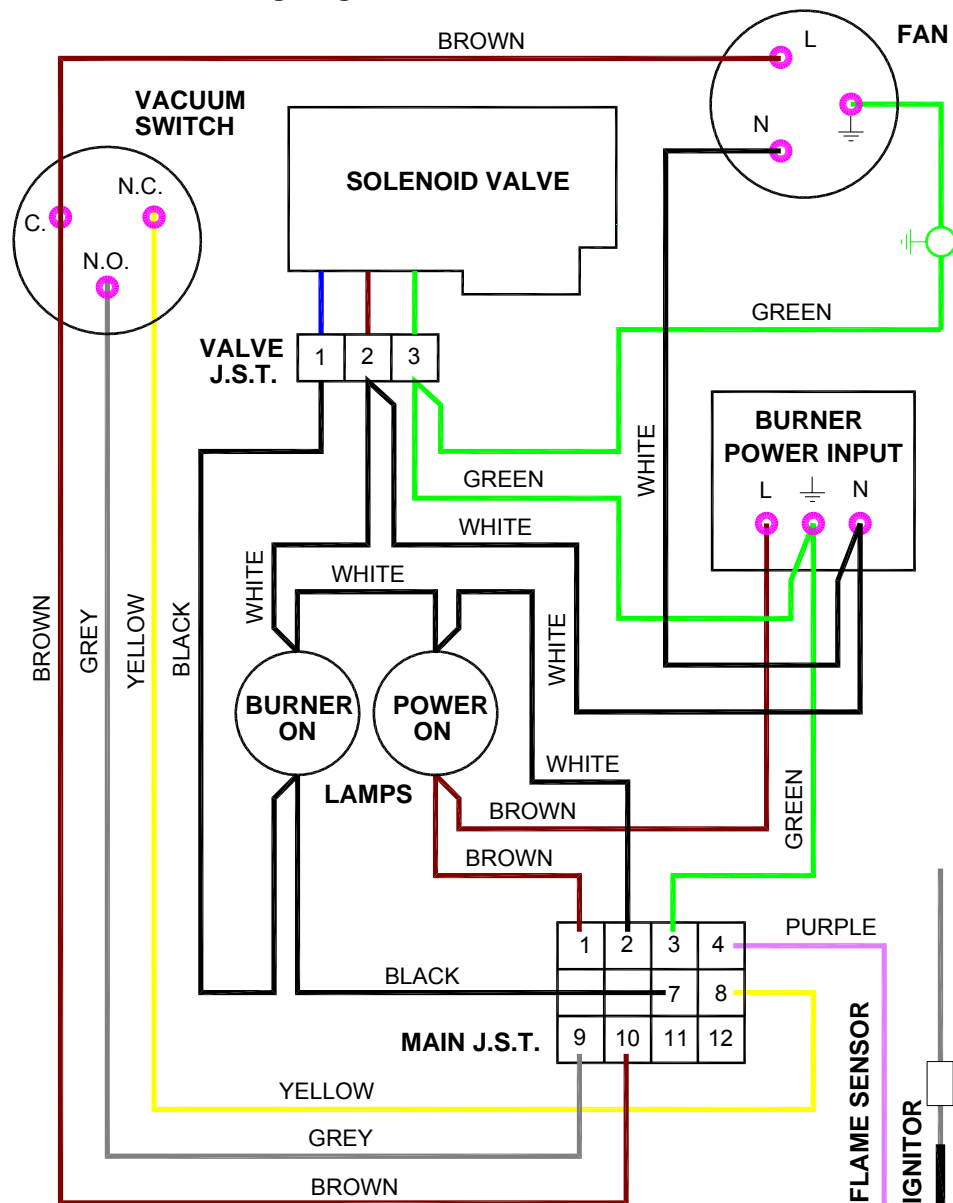 BROWN
L
FAN
VACUUM
SWITCH
N
N.C.
SOLENOID VALVE
C.
N.O.
GREEN
VALVE
J.S.T.
1
2
3
BURNER
POWER INPUT
WHITE
GREEN
L
N
WHITE
WHITE
WHITE
WHITE
BROWN
GREY
YELLOW
BLACK
BURNER
ON
POWER
ON
LAMPS
WHITE
BROWN
GREEN
BROWN
1
2
3
4
PURPLE
BLACK
7
8
MAIN J.S.T.
9
10
11
12
YELLOW
GREY
BROWN
FLAME SENSOR
IGNITOR